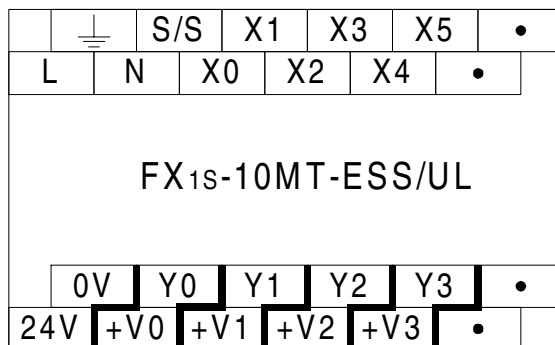 ⏚ S/S X1 X3 X5 •
L N X0 X2 X4 •
FX1S-10MT-ESS/UL
0V Y0 Y1 Y2 Y3 •
24V +V0 +V1 +V2 +V3 •